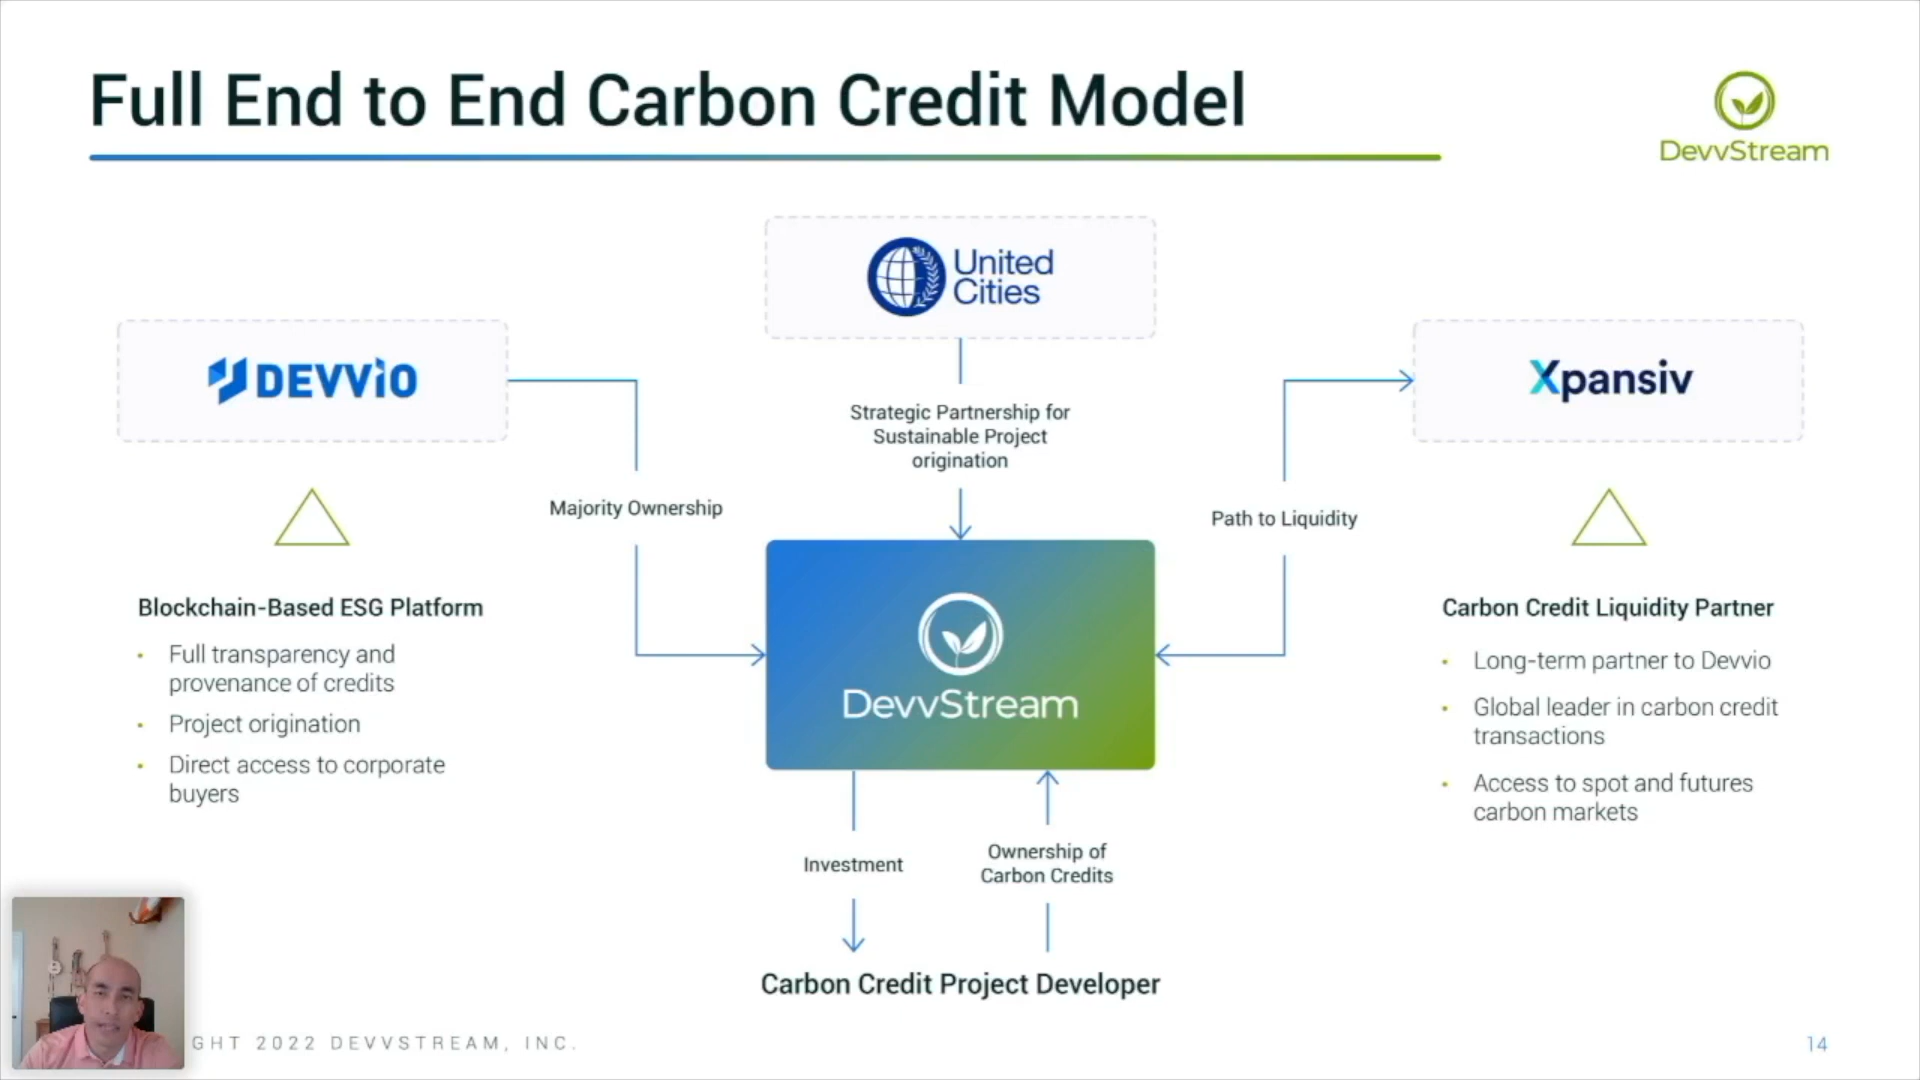 Full End to End Carbon Credit Model
DevvStream
United
Cities
DEVViO
Xpansiv
Strategic Partnership for
Sustainable Project
origination
Majority Ownership
Path to Liquidity
Blockchain-Based ESG Platform
• Full transparency and
provenance of credits
• Project origination
• Direct access to corporate
buyers
DevvStream
Carbon Credit Liquidity Partner
• Long-term partner to Devvio
• Global leader in carbon credit
transactions
• Access to spot and futures
carbon markets
Investment
Ownership of
Carbon Credits
Carbon Credit Project Developer
GHT 2022 DEVVSTREAM, INC.
14